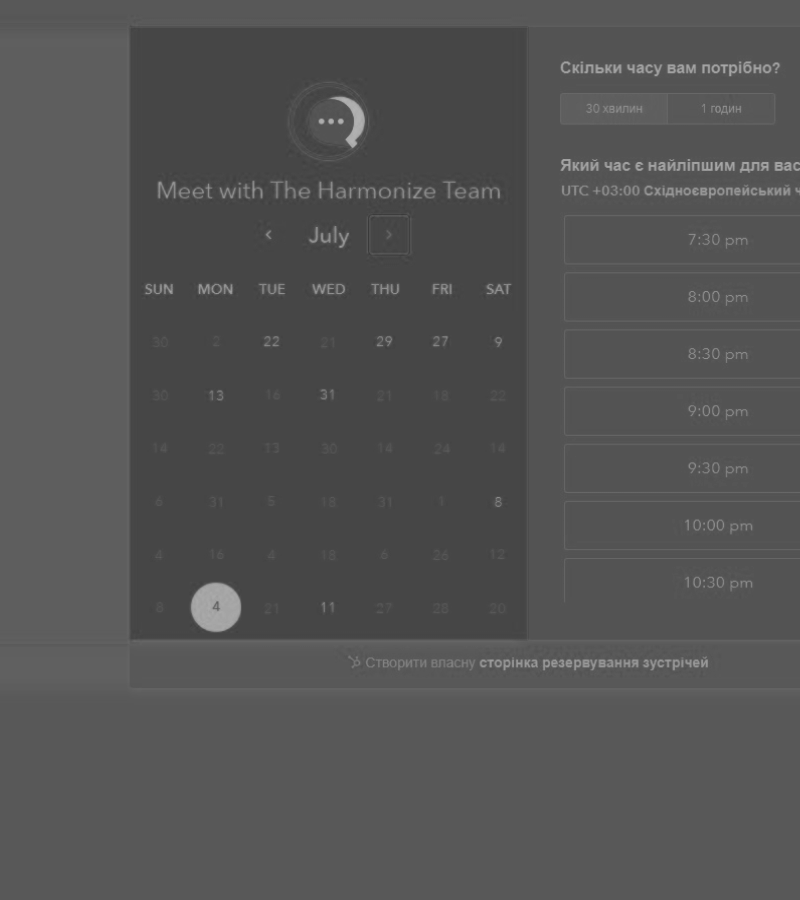 Meet with The Harmonize Team
July
SUN MON TUE WED THU FRI SAT
30 2 22 21 29 27 9
30 13 16 31 21 18 22
14 22 13 30 14 24 14
6 31 5 18 31 1 8
4 16 4 18 6 26 12
8 4 21 11 27 28 20
Скільки часу вам потрібно?
30 хвилин 1 годин
Який час є найліпшим для вас
UTC +03:00 Східноєвропейський ч
7:30 pm
8:00 pm
8:30 pm
9:00 pm
9:30 pm
10:00 pm
10:30 pm
Створити власну сторінка резервування зустрічей